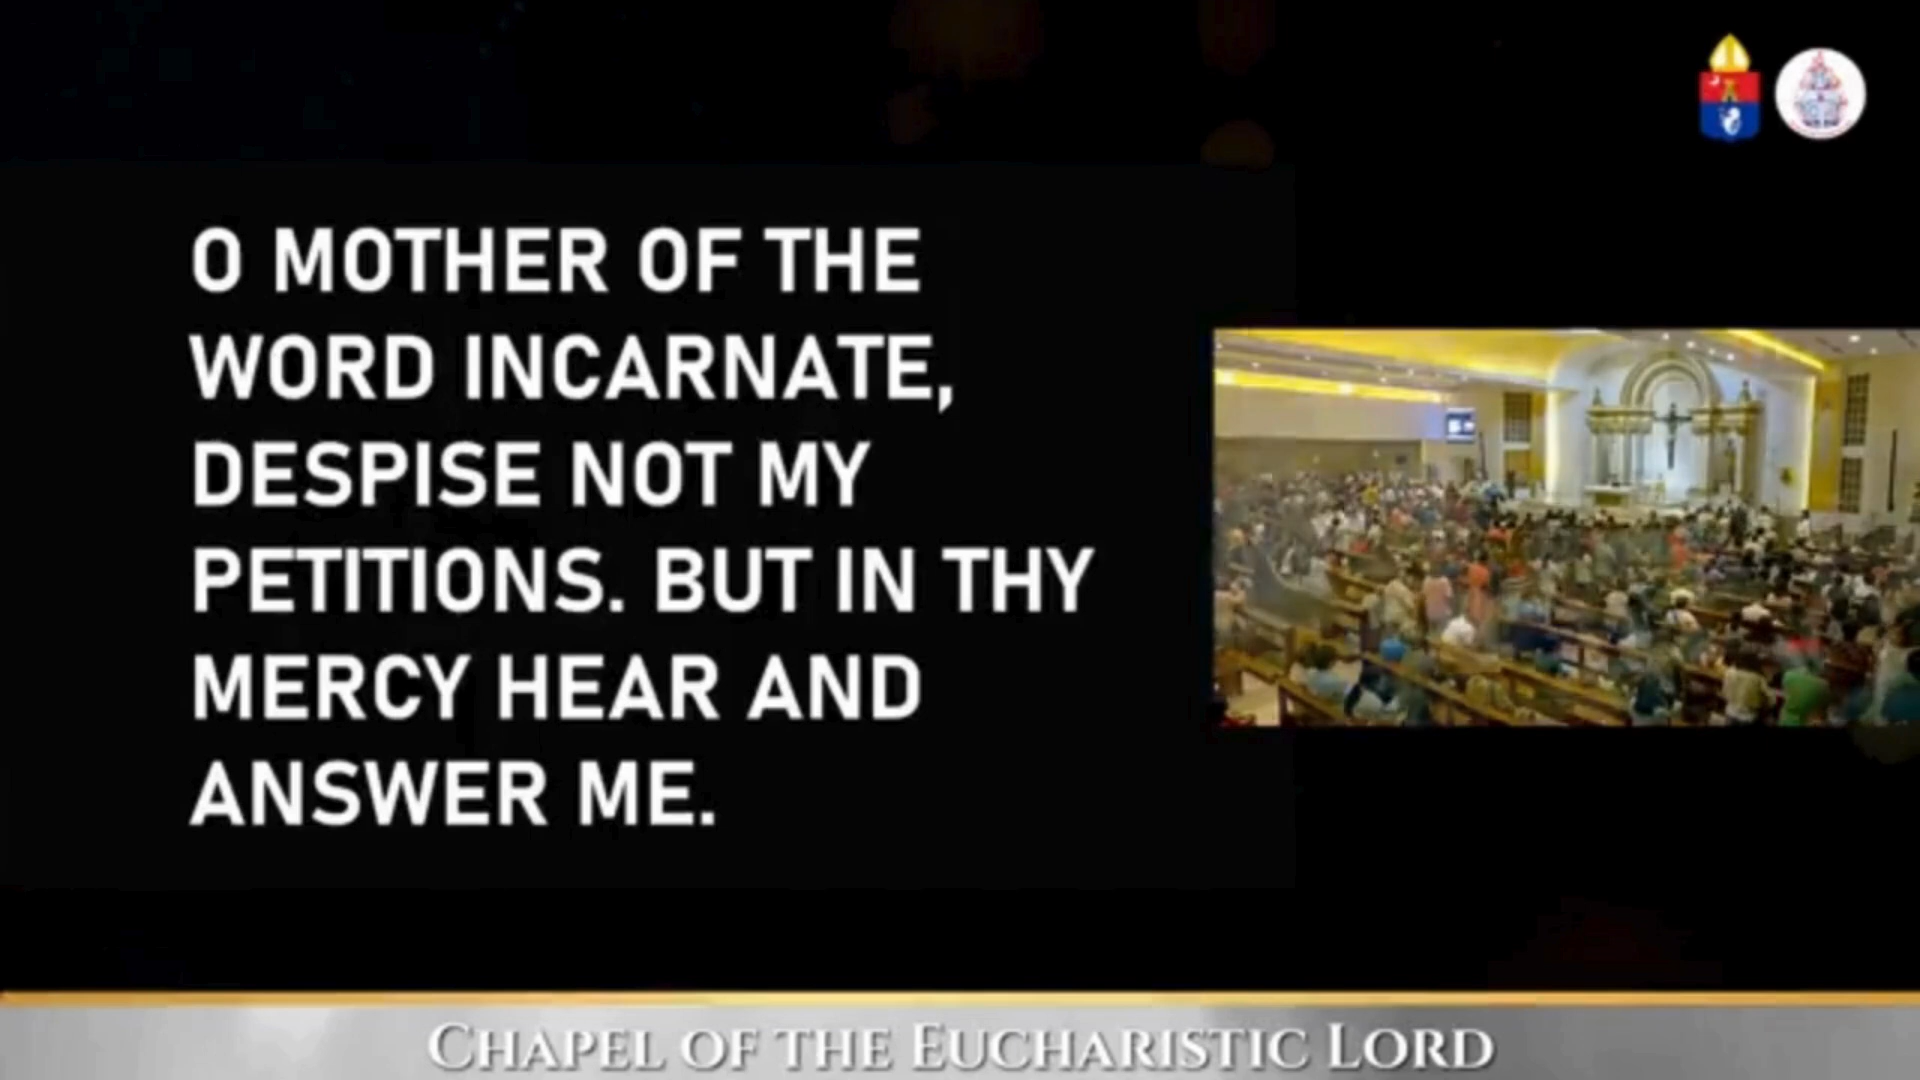 O MOTHER OF THE
WORD INCARNATE,
DESPISE NOT MY
PETITIONS. BUT IN THY
MERCY HEAR AND
ANSWER ME.
CHAPEL OF THE EUCHARISTIC LORD